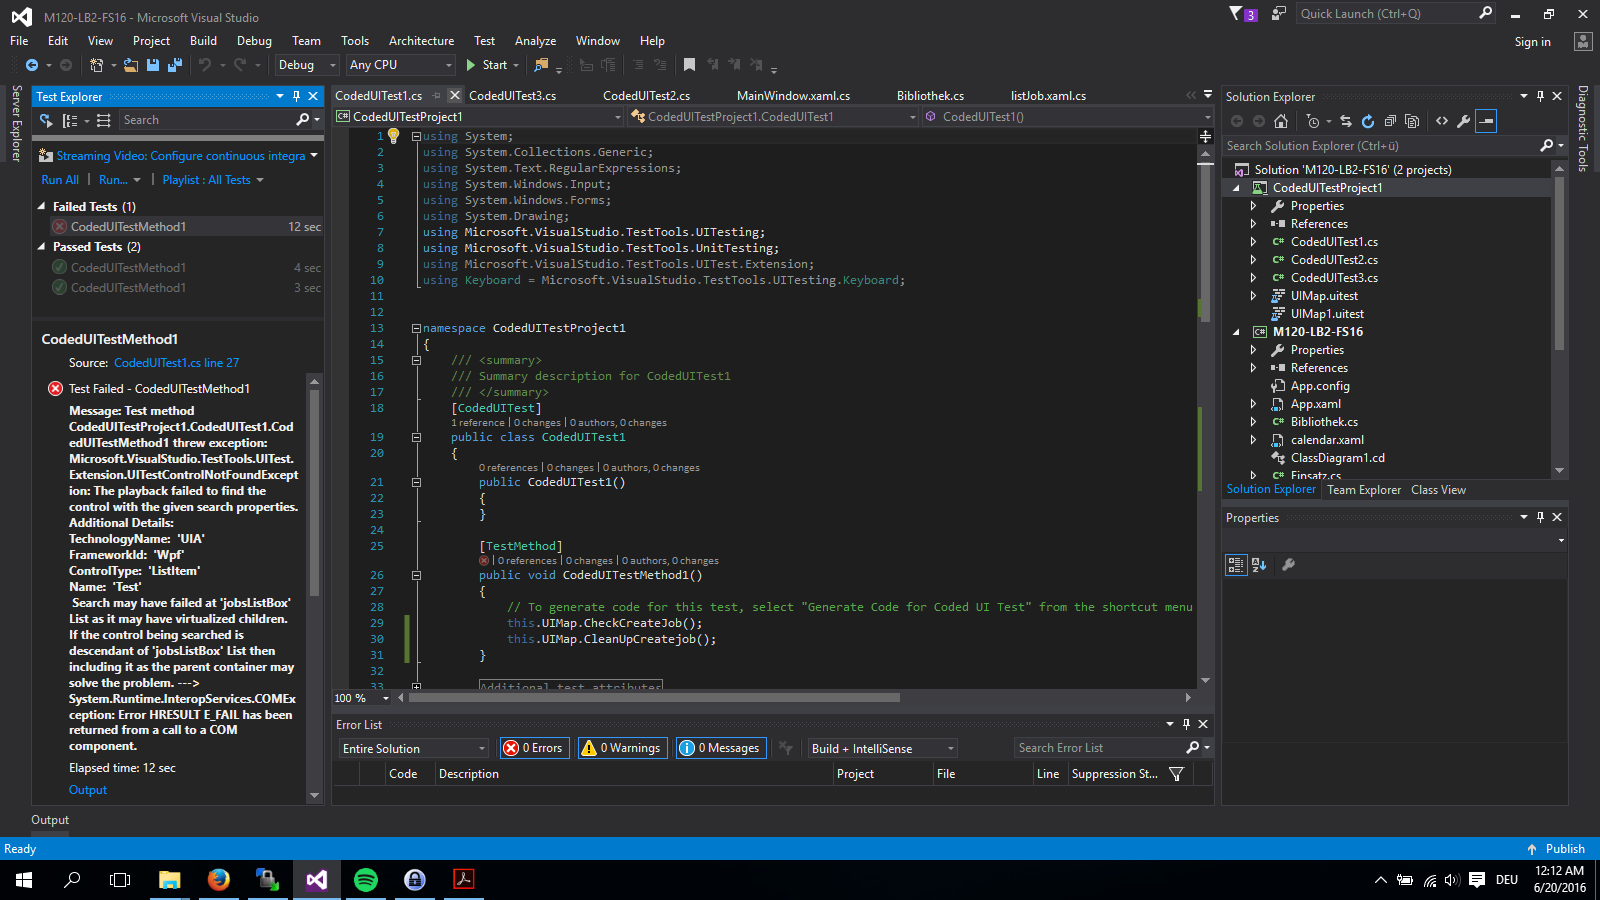 M120-LB2-FS16 - Microsoft Visual Studio
3
Quick Launch (Ctrl+Q)
File Edit View Project Build Debug Team Tools Architecture Test Analyze Window Help
Sign in
Debug Any CPU Start
Server Explorer
Test Explorer
Search
Streaming Video: Configure continuous integra
Run All | Run... | Playlist : All Tests
Failed Tests (1)
CodedUITestMethod1 12 sec
Passed Tests (2)
CodedUITestMethod1 4 sec
CodedUITestMethod1 3 sec
CodedUITestMethod1
Source: CodedUITest1.cs line 27
Test Failed - CodedUITestMethod1
Message: Test method
CodedUITestProject1.CodedUITest1.Cod
edUITestMethod1 threw exception:
Microsoft.VisualStudio.TestTools.UITest.
Extension.UITestControlNotFoundExcept
ion: The playback failed to find the
control with the given search properties.
Additional Details:
TechnologyName: 'UIA'
FrameworkId: 'Wpf'
ControlType: 'ListItem'
Name: 'Test'
Search may have failed at 'jobsListBox'
List as it may have virtualized children.
If the control being searched is
descendant of 'jobsListBox' List then
including it as the parent container may
solve the problem. --->
System.Runtime.InteropServices.COMEx
ception: Error HRESULT E_FAIL has been
returned from a call to a COM
component.
Elapsed time: 12 sec
Output
CodedUITest1.cs CodedUITest3.cs CodedUITest2.cs MainWindow.xaml.cs Bibliothek.cs listJob.xaml.cs
CodedUITestProject1 CodedUITestProject1.CodedUITest1 CodedUITest1()
1 using System;
2 using System.Collections.Generic;
3 using System.Text.RegularExpressions;
4 using System.Windows.Input;
5 using System.Windows.Forms;
6 using System.Drawing;
7 using Microsoft.VisualStudio.TestTools.UITesting;
8 using Microsoft.VisualStudio.TestTools.UnitTesting;
9 using Microsoft.VisualStudio.TestTools.UITest.Extension;
10 using Keyboard = Microsoft.VisualStudio.TestTools.UITesting.Keyboard;
11
12
13 namespace CodedUITestProject1
14 {
15 /// <summary>
16 /// Summary description for CodedUITest1
17 /// </summary>
18 [CodedUITest]
1 reference | 0 changes | 0 authors, 0 changes
19 public class CodedUITest1
20 {
0 references | 0 changes | 0 authors, 0 changes
21 public CodedUITest1()
22 {
23 }
24
25 [TestMethod]
| 0 references | 0 changes | 0 authors, 0 changes
26 public void CodedUITestMethod1()
27 {
28 // To generate code for this test, select "Generate Code for Coded UI Test" from the shortcut menu
29 this.UIMap.CheckCreateJob();
30 this.UIMap.CleanUpCreatejob();
31 }
32
33 Additional test attributes
100 %
Error List
Entire Solution 0 Errors 0 Warnings 0 Messages Build + IntelliSense Search Error List
Code Description Project File Line Suppression St...
Solution Explorer
Search Solution Explorer (Ctrl+ü)
Solution 'M120-LB2-FS16' (2 projects)
CodedUITestProject1
Properties
References
CodedUITest1.cs
CodedUITest2.cs
CodedUITest3.cs
UIMap.uitest
UIMap1.uitest
M120-LB2-FS16
Properties
References
App.config
App.xaml
Bibliothek.cs
calendar.xaml
ClassDiagram1.cd
Einsatz.cs
Solution Explorer Team Explorer Class View
Properties
Diagnostic Tools
Output
Ready
Publish
DEU
12:12 AM
6/20/2016